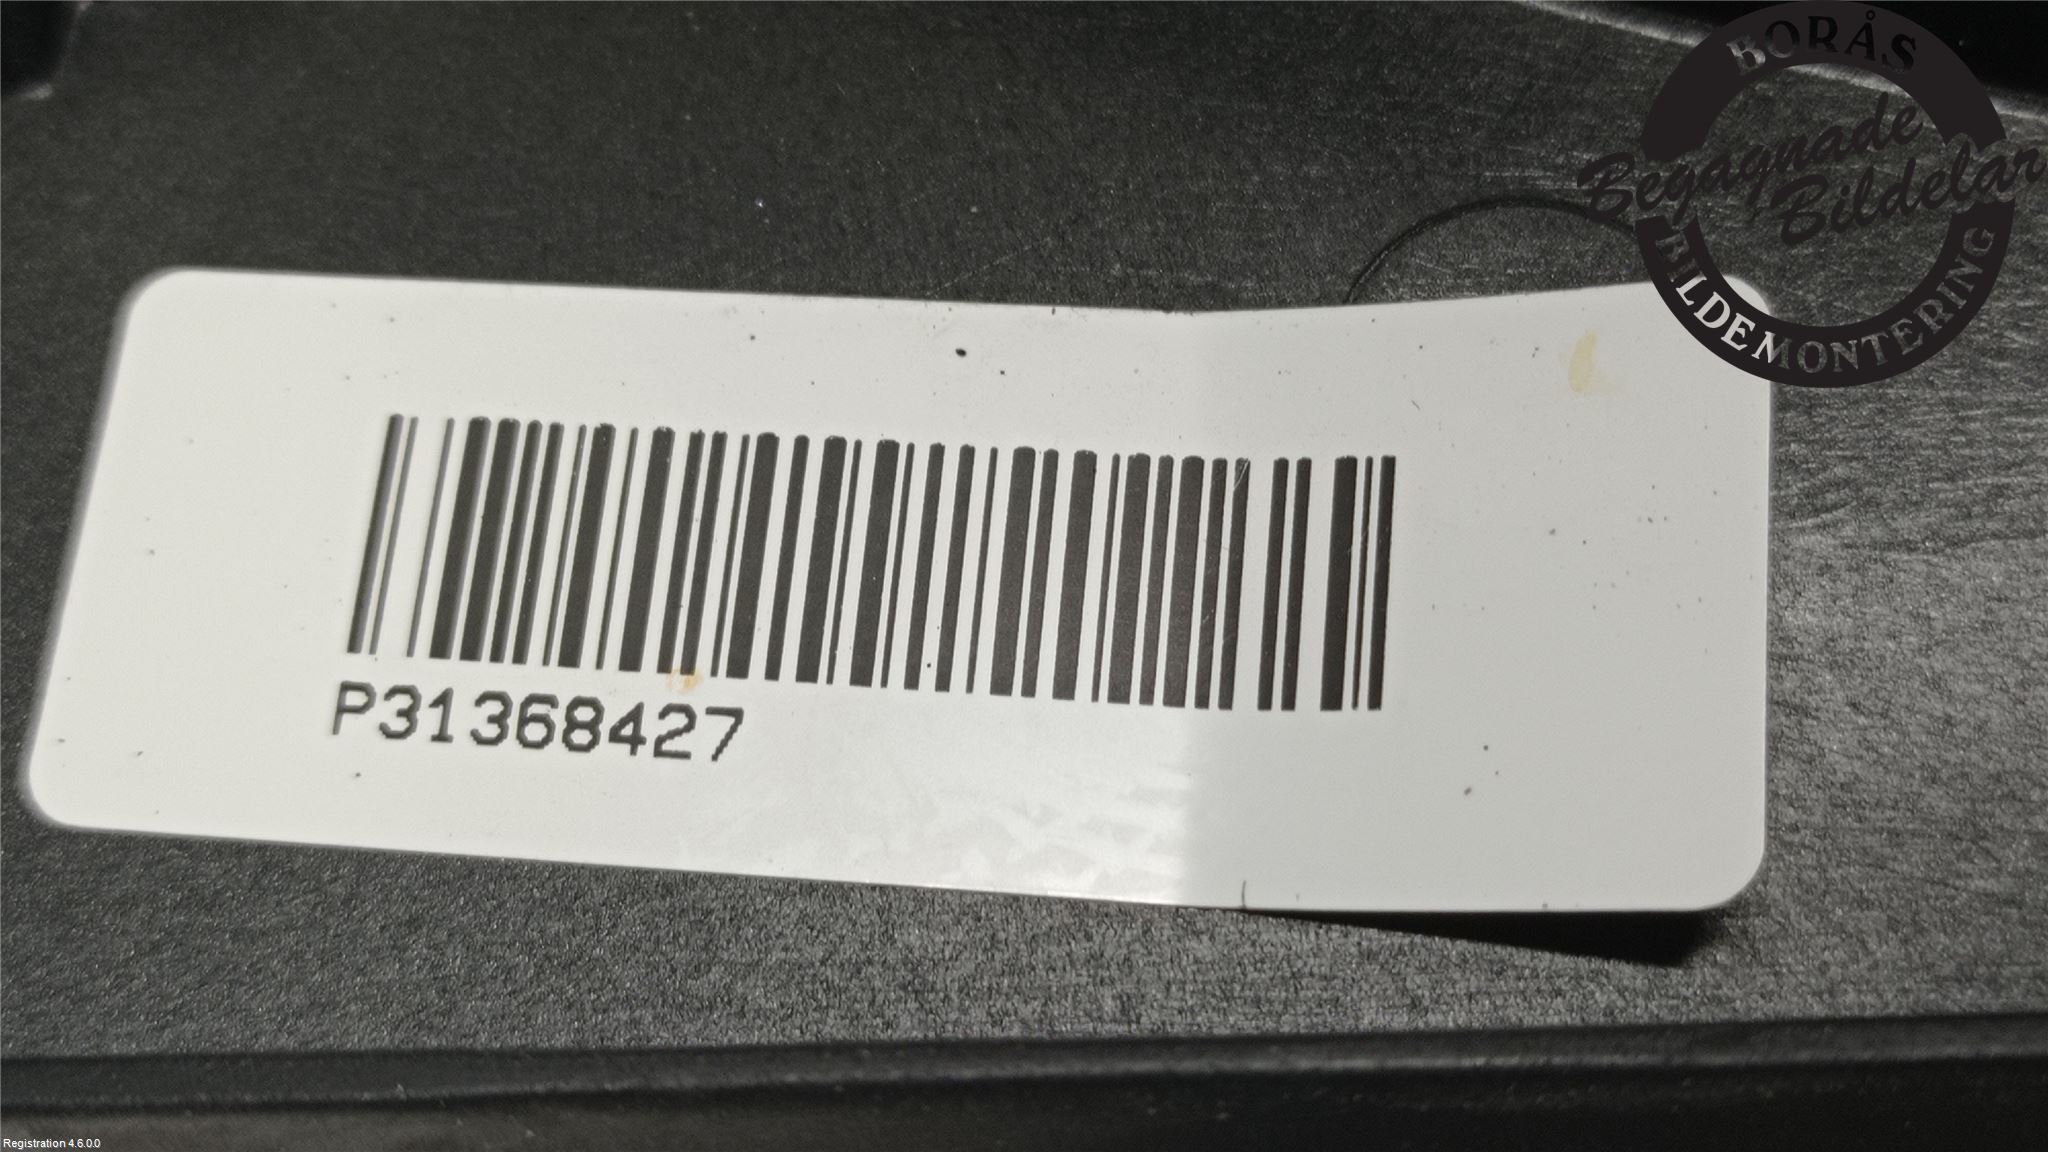 BORÅS
Begagnade
Bildelar
BILDEMONTERING
P31368427
Registration 4.6.0.0